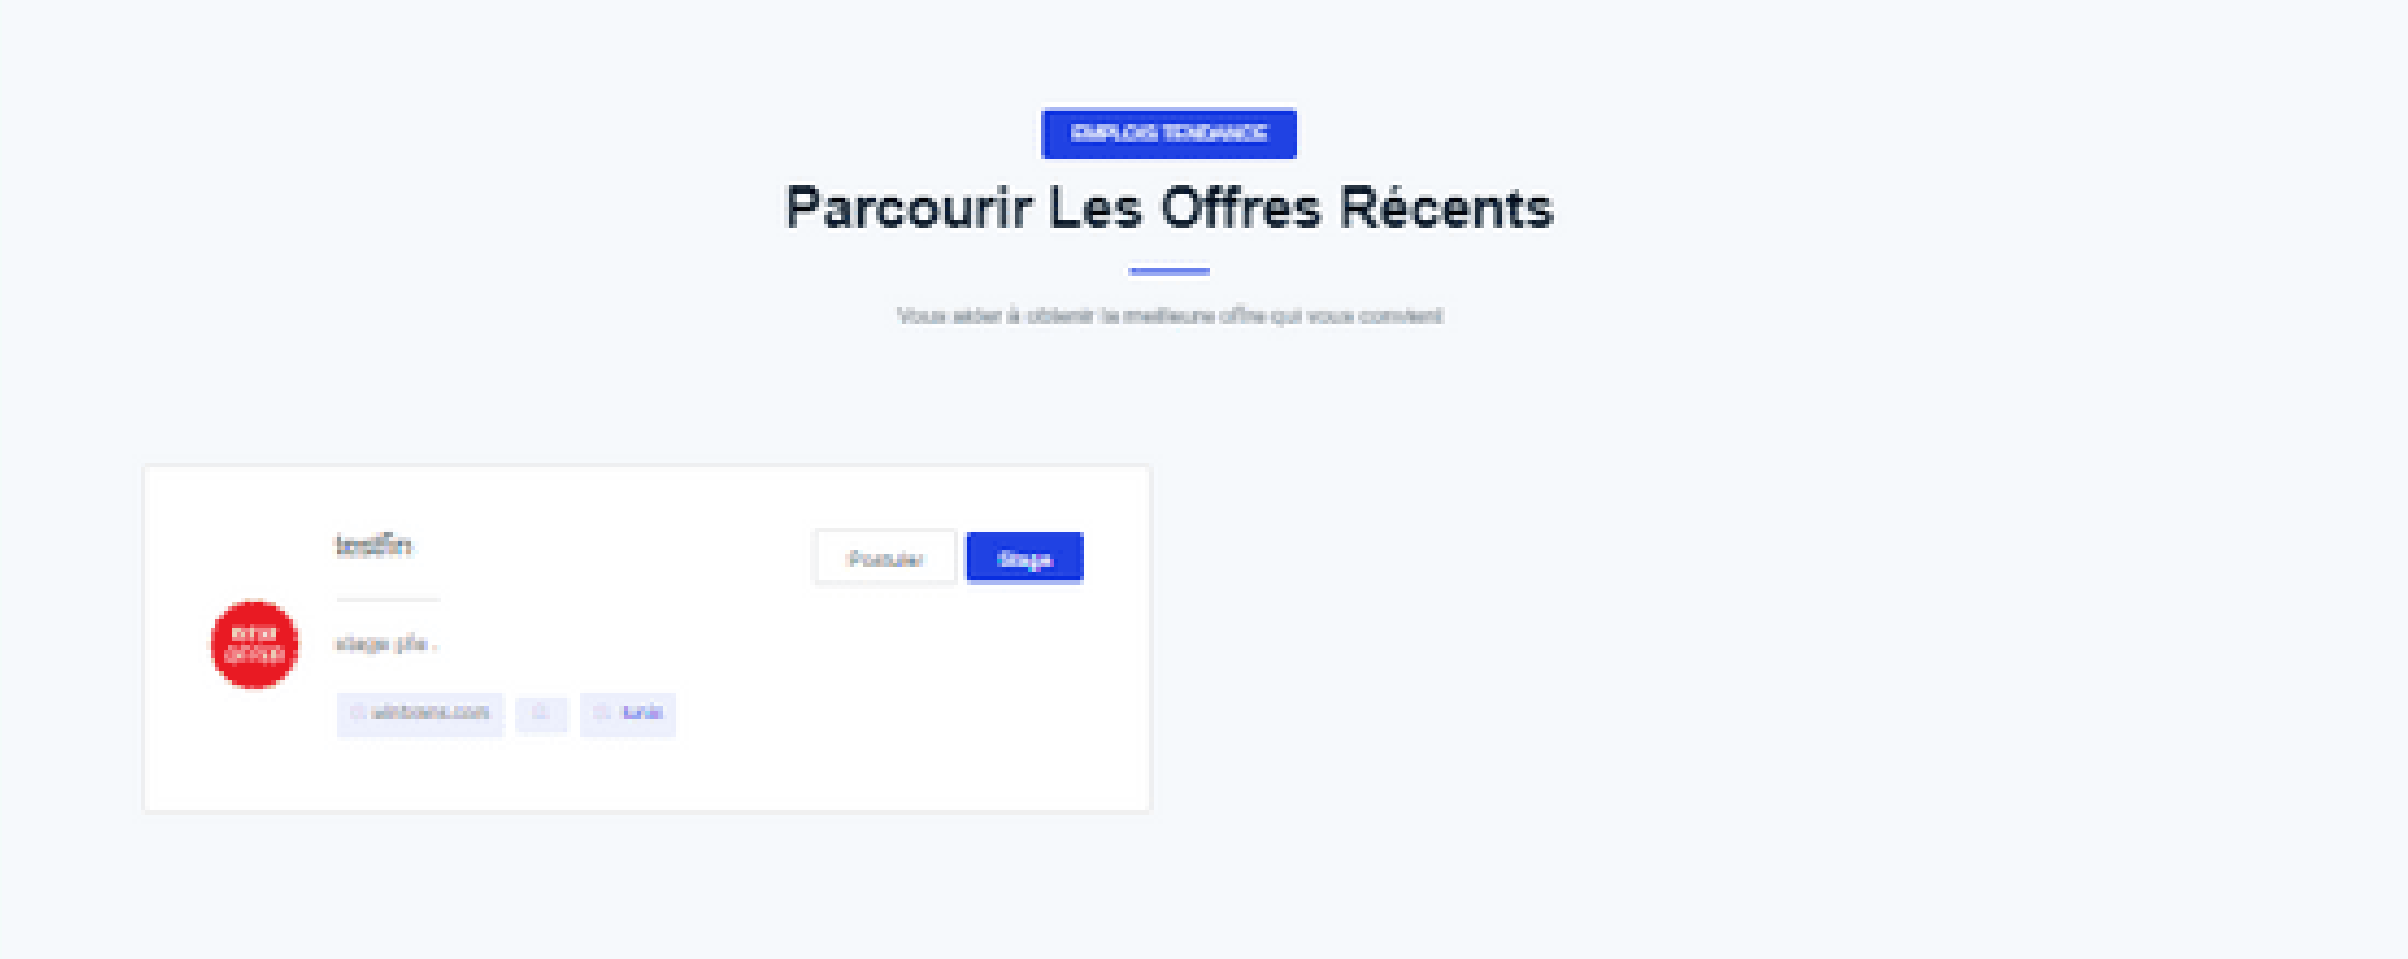 EMPLOIS TENDANCE
Parcourir Les Offres Récents
Vous aider à obtenir la meilleure offre qui vous convient
testfin
Postuler
Stage
stage pfe .
tunis